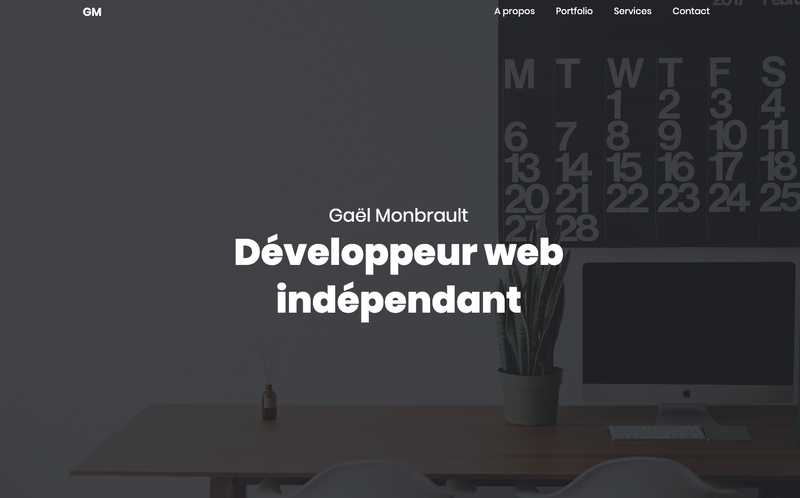 GM
A propos Portfolio Services Contact
2017
M T W T F S
1 2 3 4
6 7 8 9 10 11
13 14 15 16 17 18
20 21 22 23 24 25
27 28
Gaël Monbrault
Développeur web
indépendant